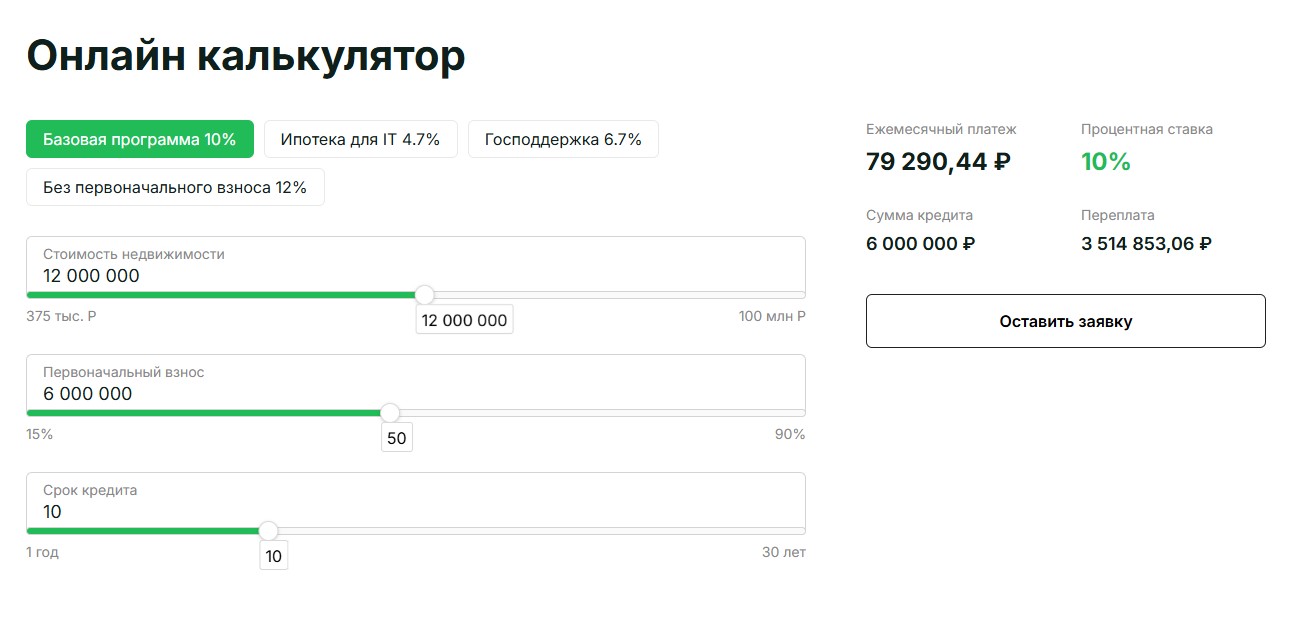 Онлайн калькулятор
Базовая программа 10%
Ипотека для IT 4.7%
Господдержка 6.7%
Без первоначального взноса 12%
Стоимость недвижимости
12 000 000
375 тыс. Р
12 000 000
100 млн Р
Первоначальный взнос
6 000 000
15%
50
90%
Срок кредита
10
1 год
10
30 лет
Ежемесячный платеж
79 290,44 ₽
Процентная ставка
10%
Сумма кредита
6 000 000 ₽
Переплата
3 514 853,06 ₽
Оставить заявку